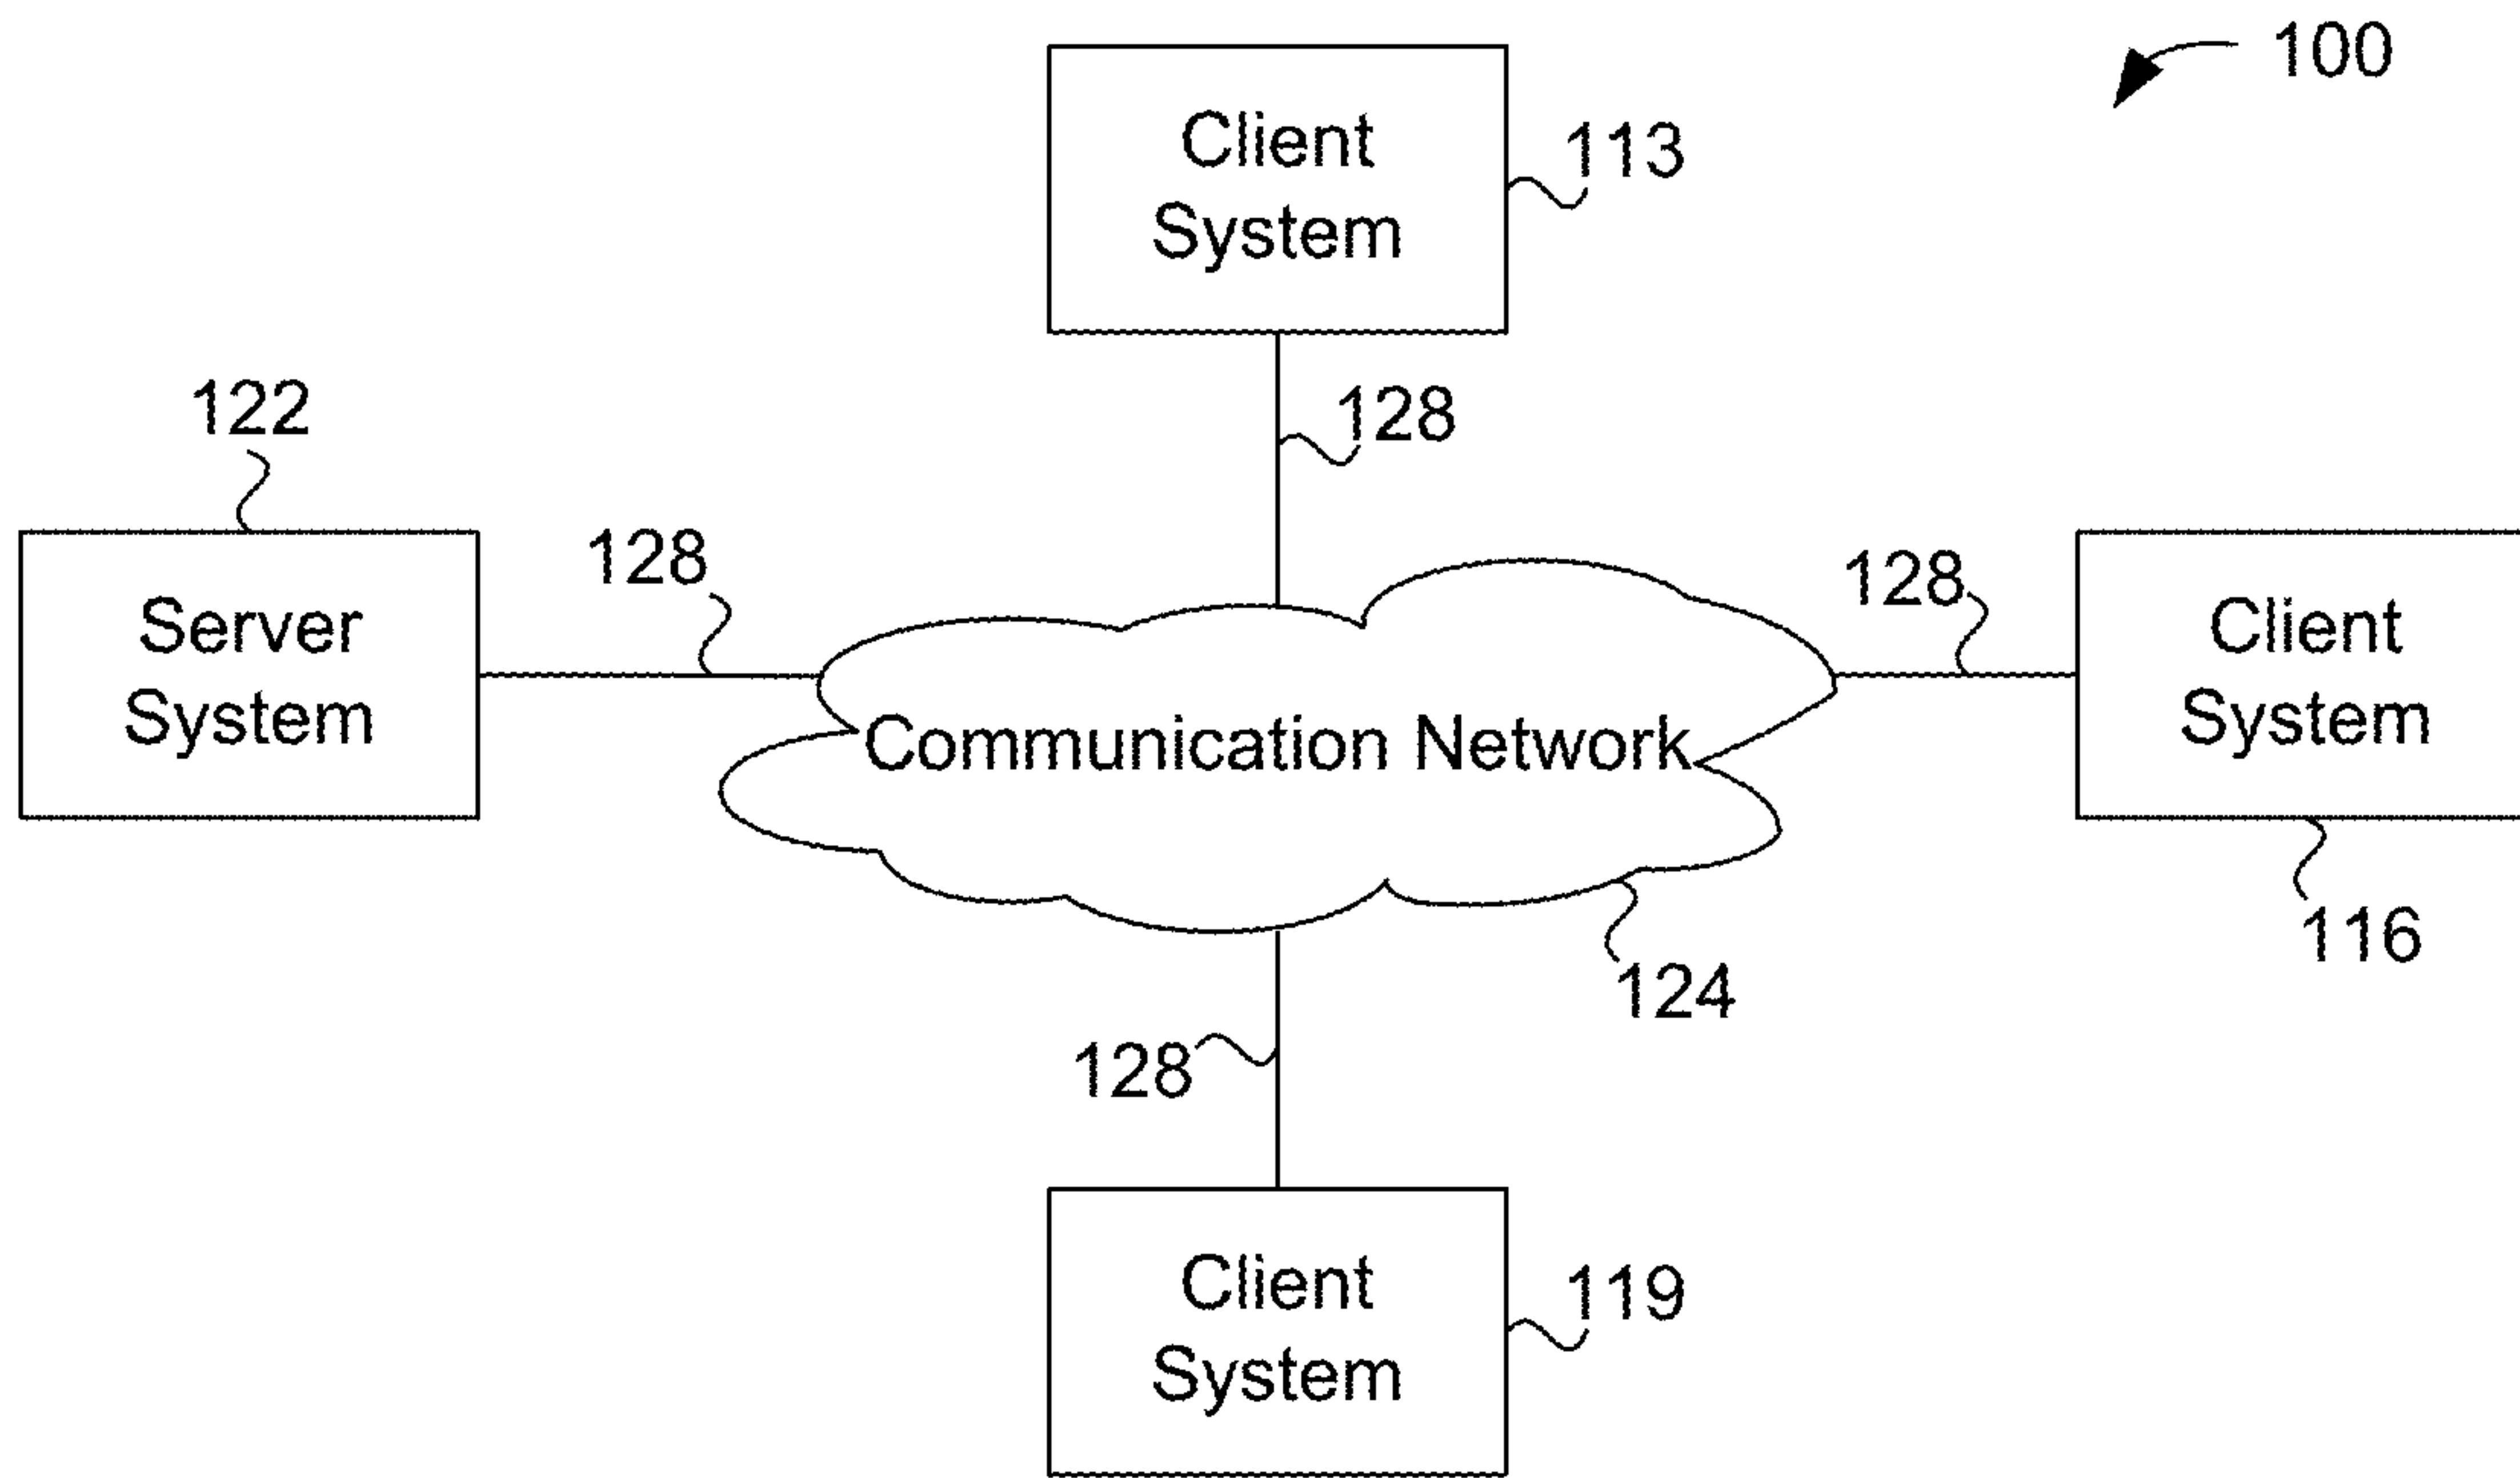 100
Client
System
113
128
122
Server
System
128
128
Client
System
Communication Network
116
124
128
Client
System
119